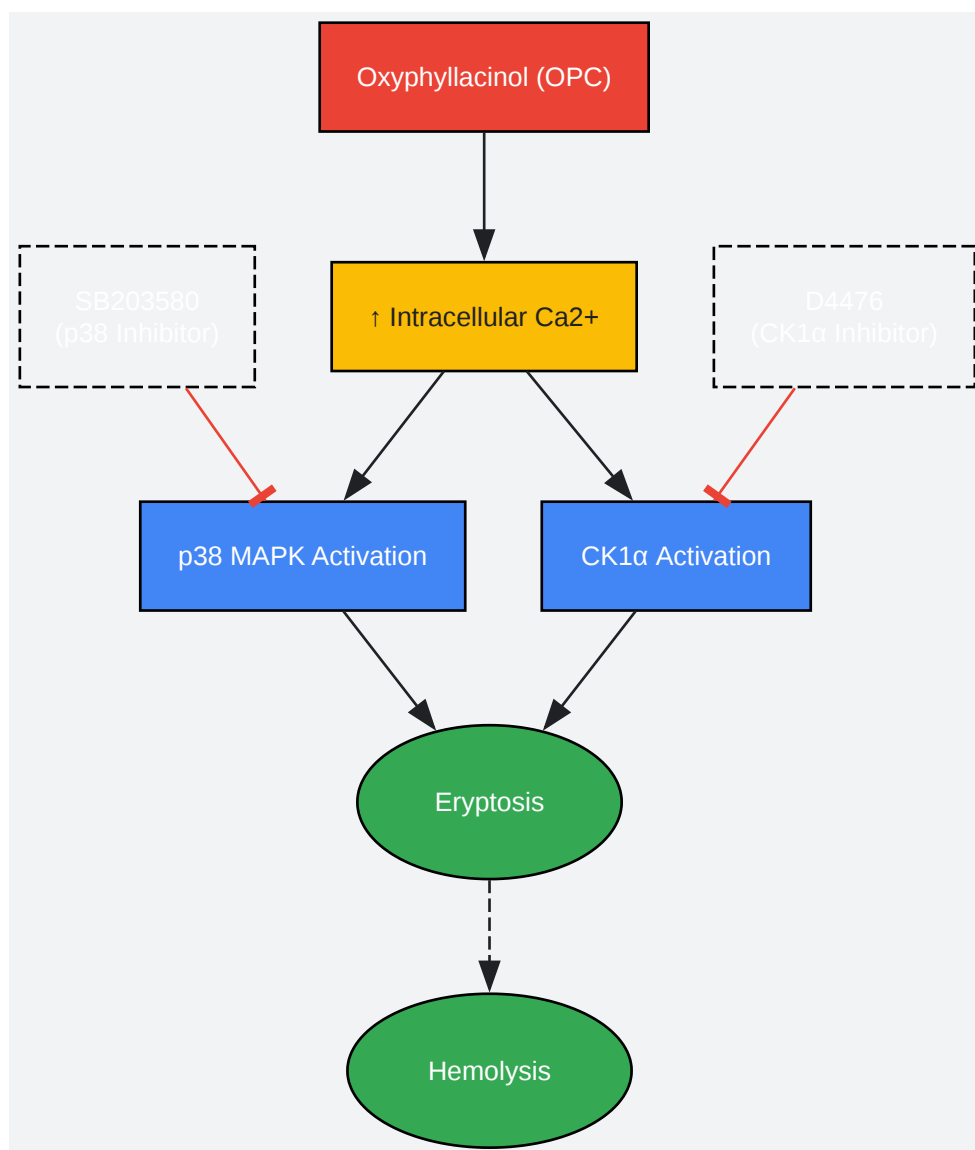 Oxyphyllacinol (OPC)
SB203580
(p38 Inhibitor)
↑ Intracellular Ca2+
D4476
(CK1α Inhibitor)
p38 MAPK Activation
CK1α Activation
Eryptosis
Hemolysis